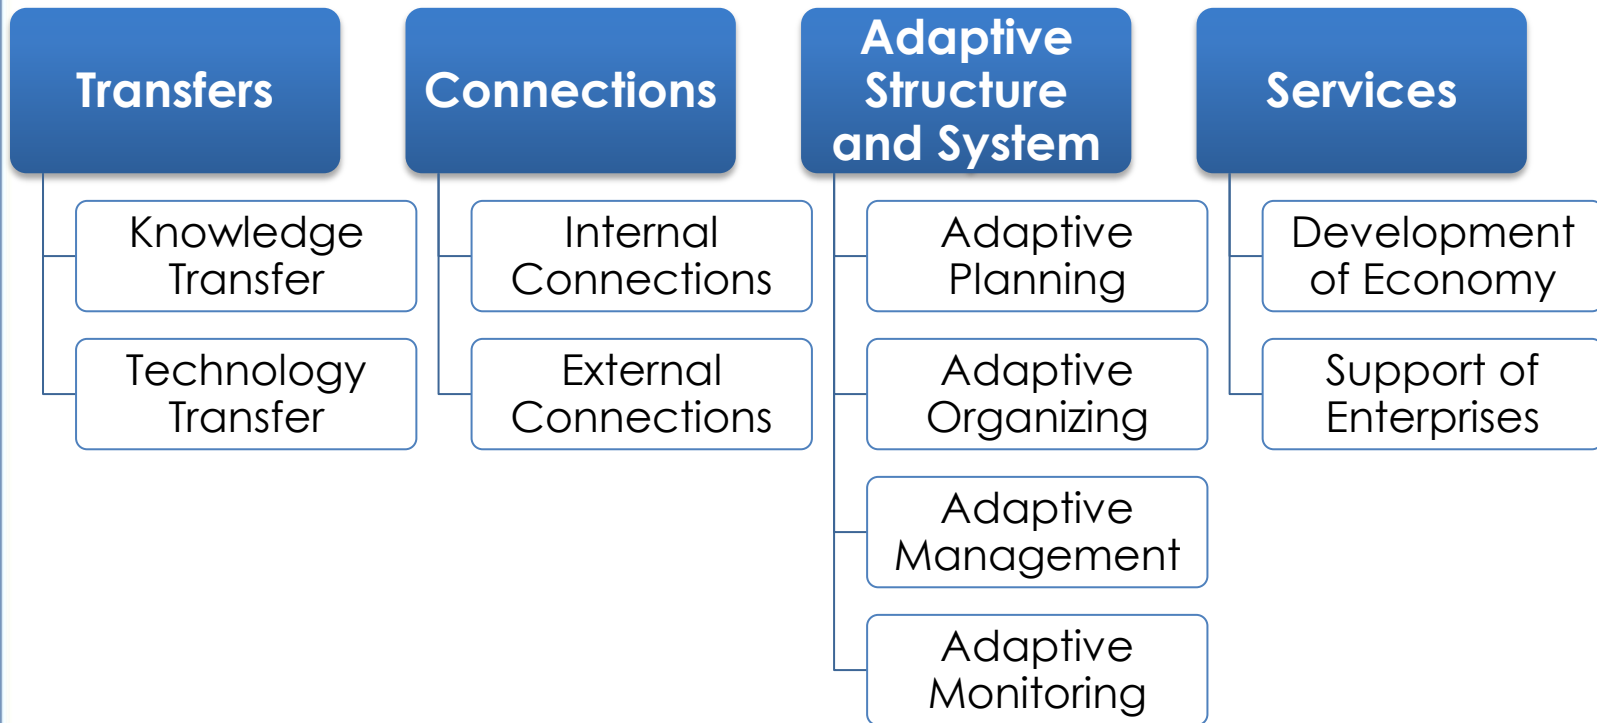 Transfers
Knowledge
Transfer
Technology
Transfer
Connections
Internal
Connections
External
Connections
Adaptive
Structure
and System
Adaptive
Planning
Adaptive
Organizing
Adaptive
Management
Adaptive
Monitoring
Services
Development
of Economy
Support of
Enterprises